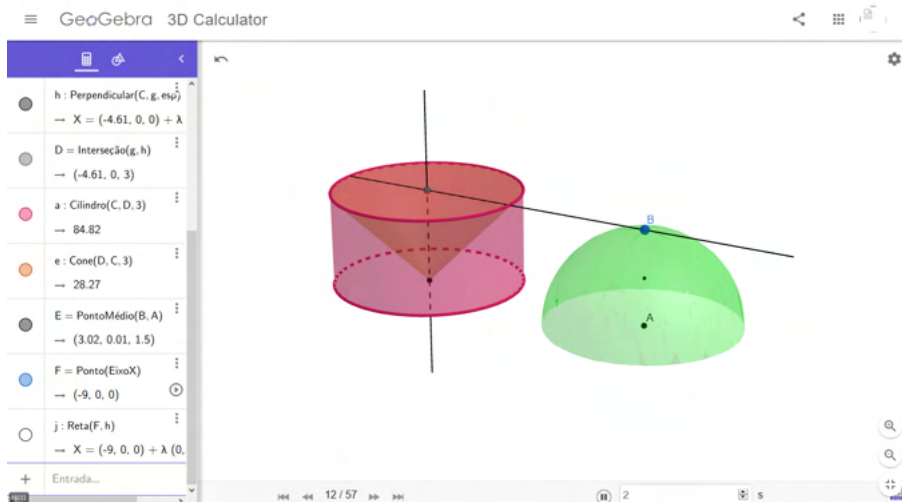 GeoGebra 3D Calculator
h : Perpendicular(C, g, esp)
→ X = (-4.61, 0, 0) + λ
D = Interseção(g, h)
→ (-4.61, 0, 3)
a : Cilindro(C, D, 3)
→ 84.82
e : Cone(D, C, 3)
→ 28.27
E = PontoMédio(B, A)
→ (3.02, 0.01, 1.5)
F = Ponto(EixoX)
→ (-9, 0, 0)
j : Reta(F, h)
→ X = (-9, 0, 0) + λ (0,
Entrada...
B
A
12 / 57
2
s